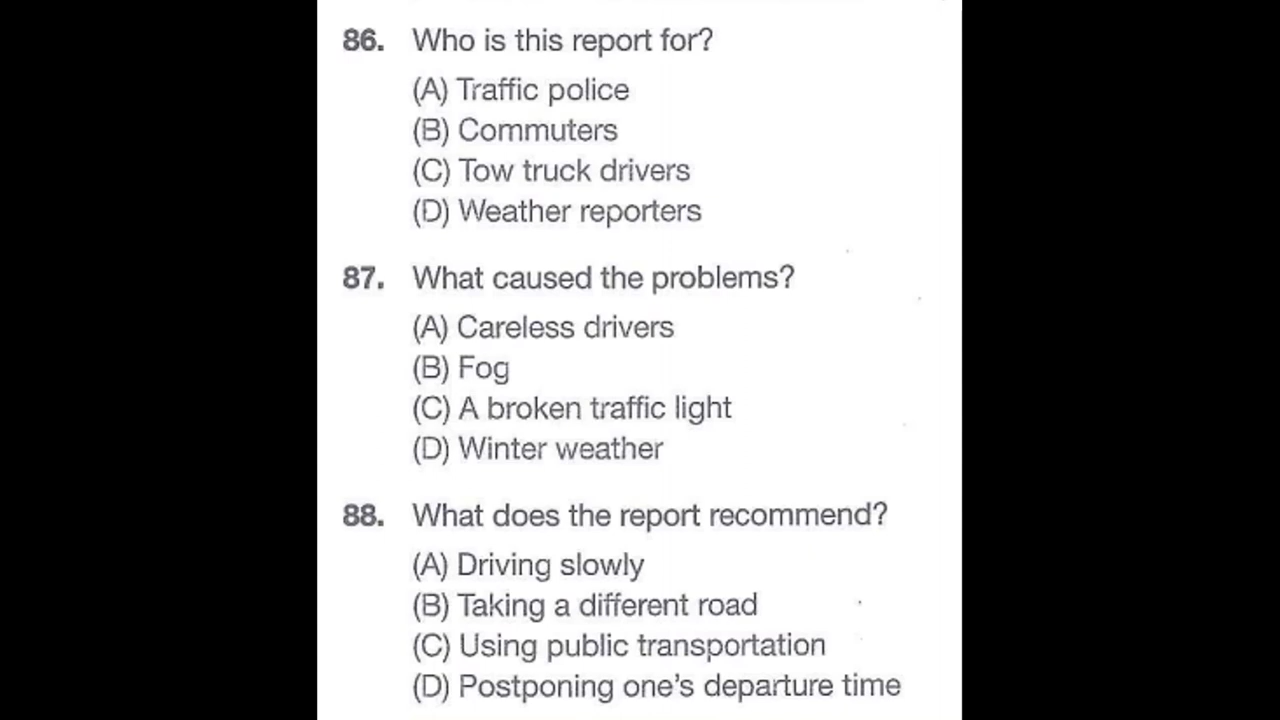 86. Who is this report for?
(A) Traffic police
(B) Commuters
(C) Tow truck drivers
(D) Weather reporters
87. What caused the problems?
(A) Careless drivers
(B) Fog
(C) A broken traffic light
(D) Winter weather
88. What does the report recommend?
(A) Driving slowly
(B) Taking a different road
(C) Using public transportation
(D) Postponing one's departure time